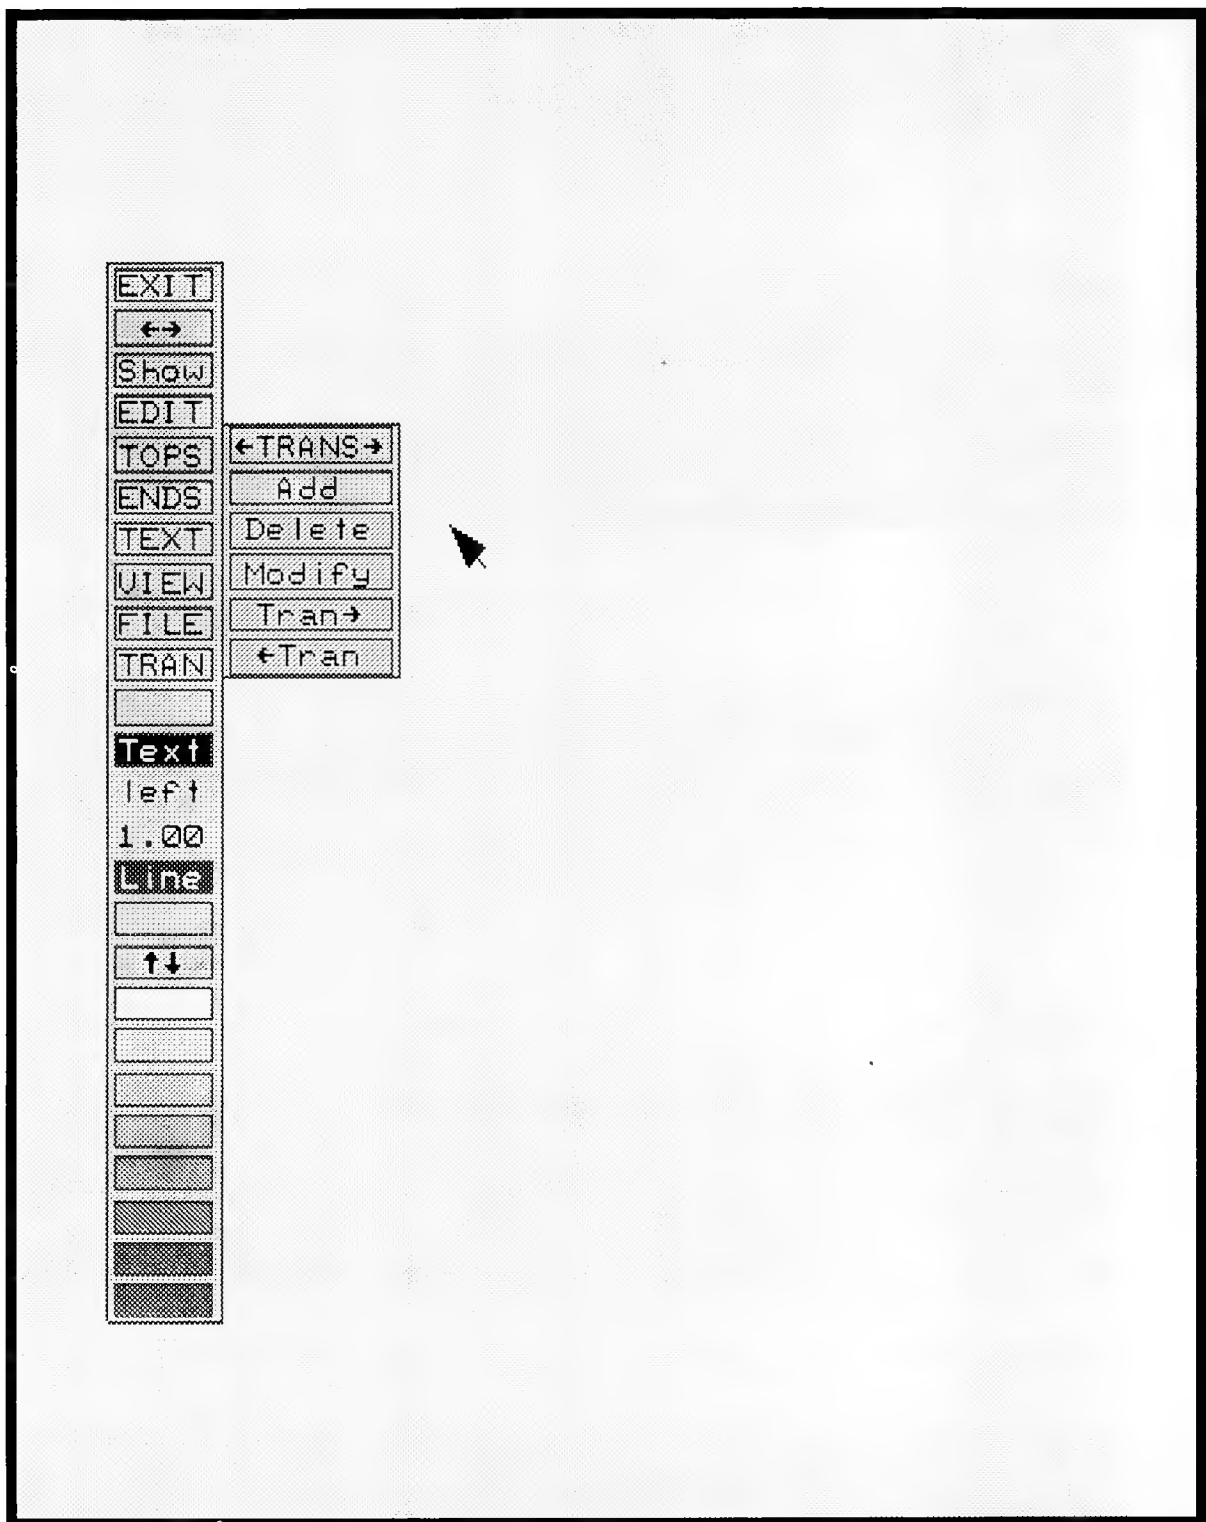 EXIT
←→
Show
EDIT
TOPS
ENDS
TEXT
VIEW
FILE
TRAN
Text
left
1.00
Line
↑↓
←TRANS→
Add
Delete
Modify
Tran→
←Tran